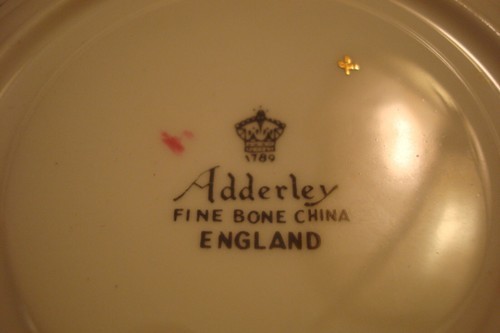 1789
Adderley
FINE BONE CHINA
ENGLAND